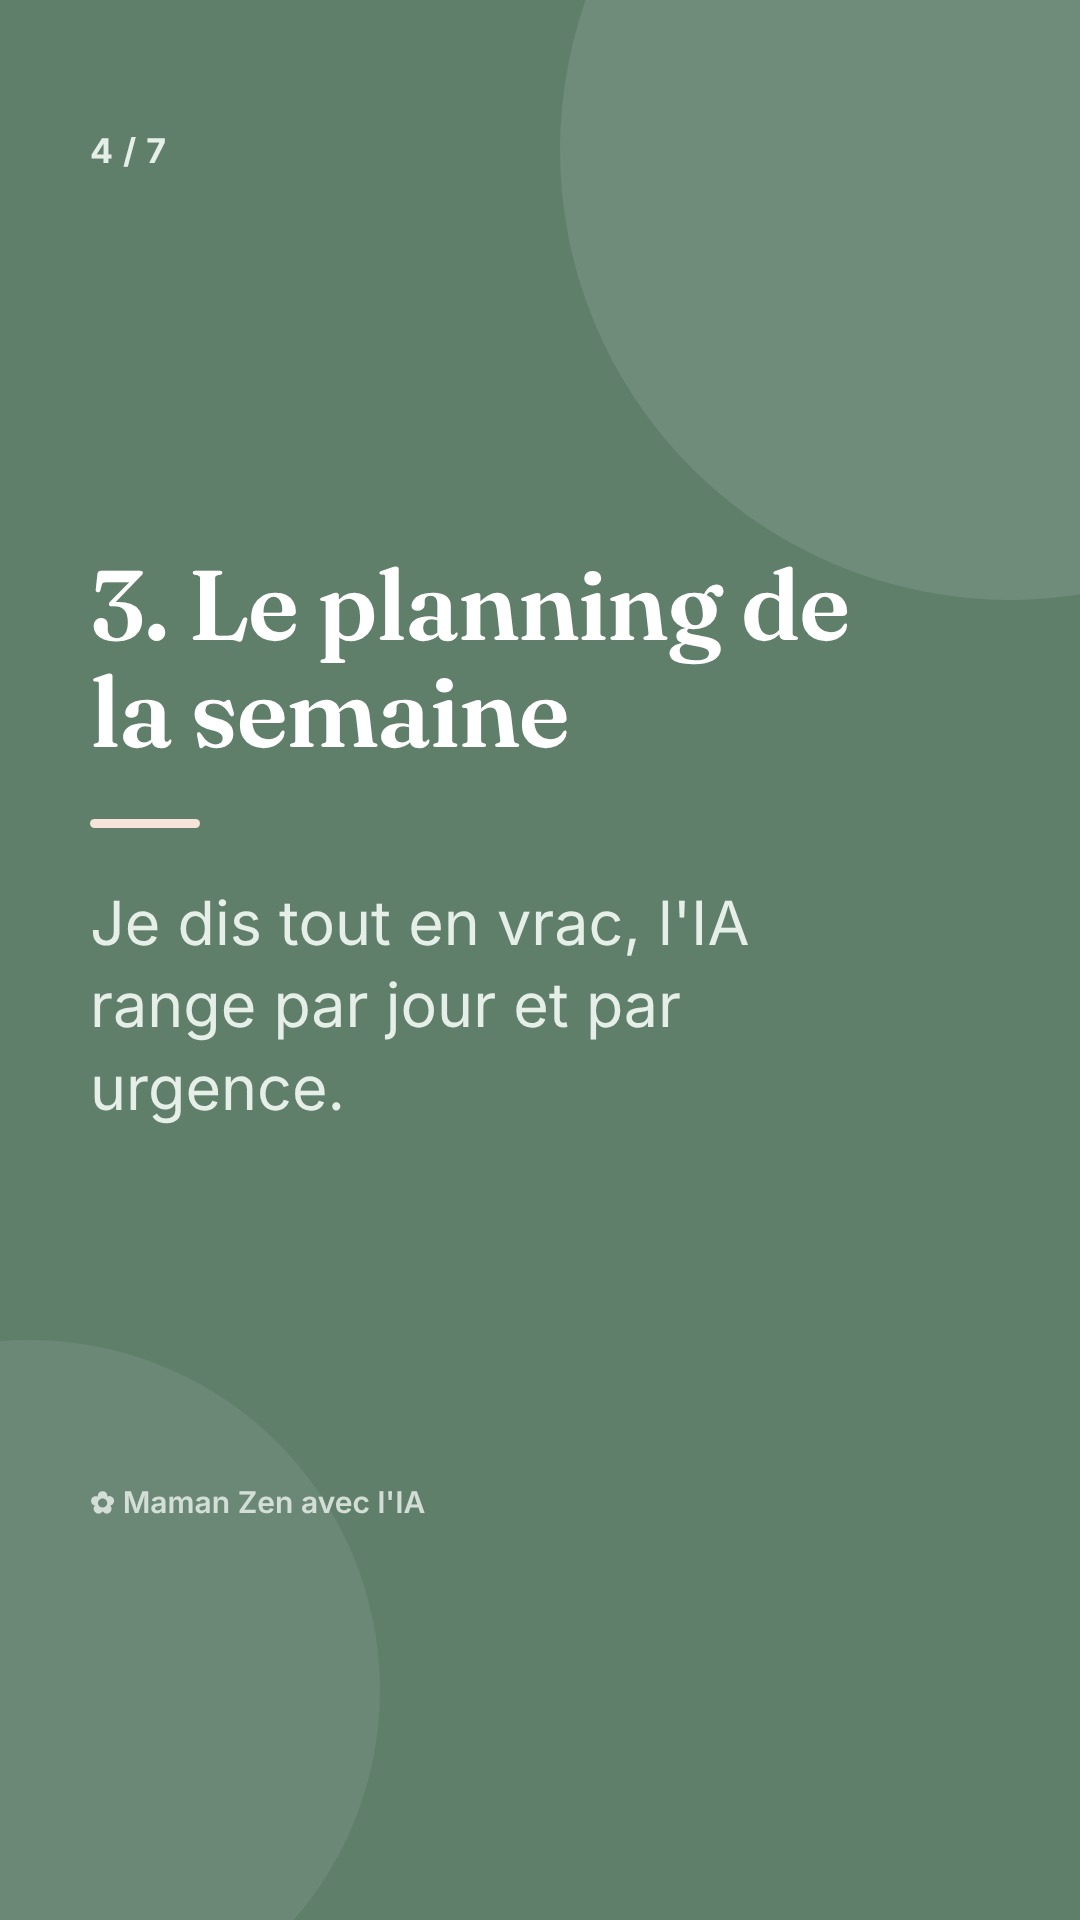 4 / 7
3. Le planning de
la semaine
Je dis tout en vrac, l'IA
range par jour et par
urgence.
✿ Maman Zen avec l'IA